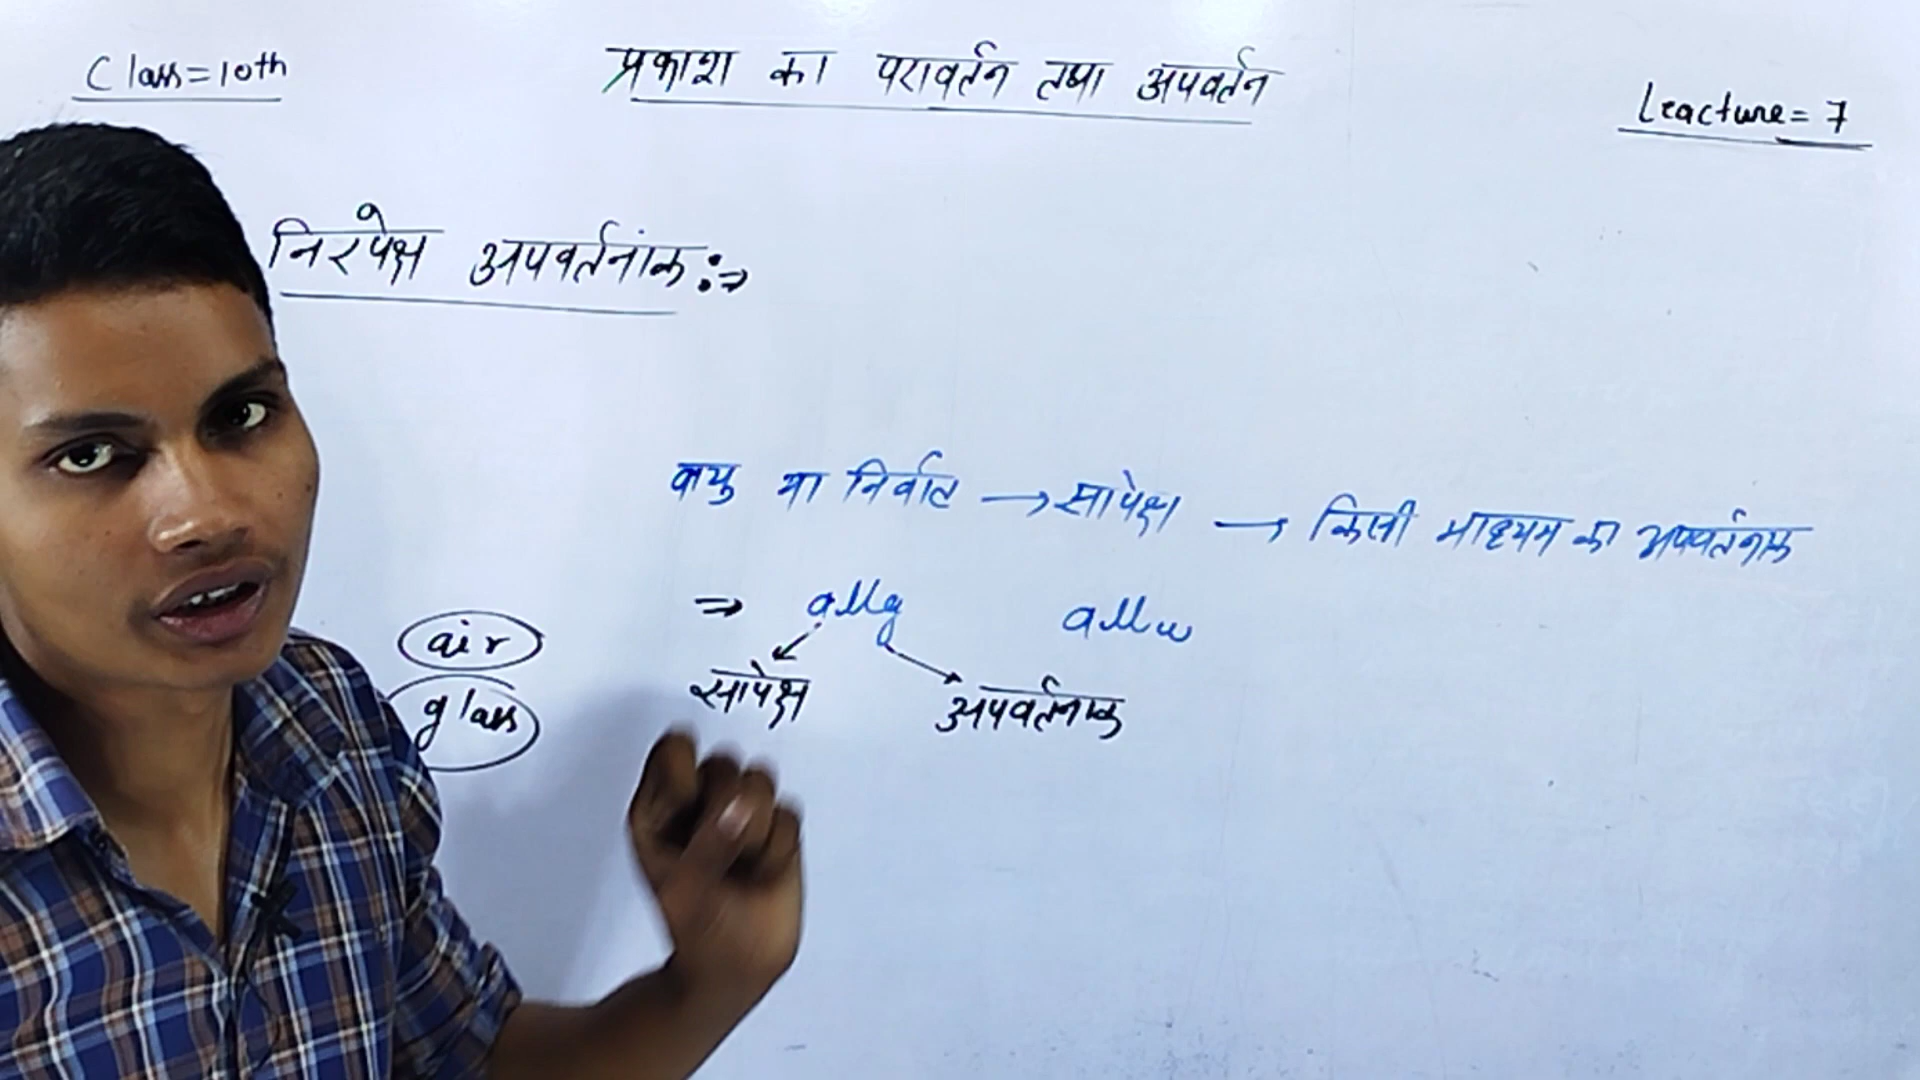 Class=10th
प्रकाश का परावर्तन तथा अपवर्तन
Leacture=7
निरपेक्ष अपवर्तनांक:⇒
वायु या निर्वात → सापेक्ष → किसी माध्यम का अपवर्तनांक
⇒ aμg aμw
air
सापेक्ष अपवर्तनांक
glass